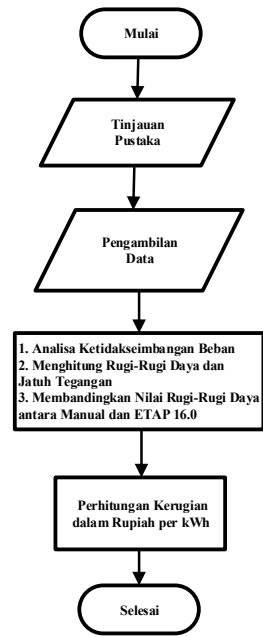 Mulai
Tinjauan
Pustaka
Pengambilan
Data
1. Analisa Ketidakseimbangan Beban
2. Menghitung Rugi-Rugi Daya dan
Jatuh Tegangan
3. Membandingkan Nilai Rugi-Rugi Daya
antara Manual dan ETAP 16.0
Perhitungan Kerugian
dalam Rupiah per kWh
Selesai